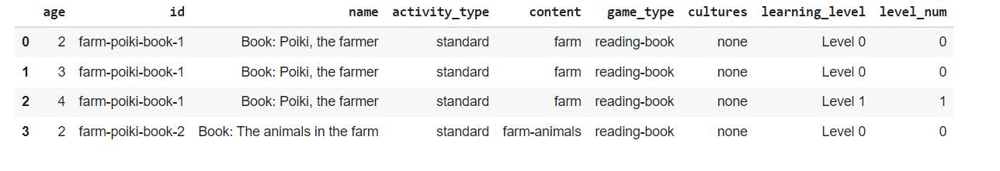 age id name activity_type content game_type cultures learning_level level_num
0 2 farm-poiki-book-1 Book: Poiki, the farmer standard farm reading-book none Level 0 0
1 3 farm-poiki-book-1 Book: Poiki, the farmer standard farm reading-book none Level 0 0
2 4 farm-poiki-book-1 Book: Poiki, the farmer standard farm reading-book none Level 1 1
3 2 farm-poiki-book-2 Book: The animals in the farm standard farm-animals reading-book none Level 0 0